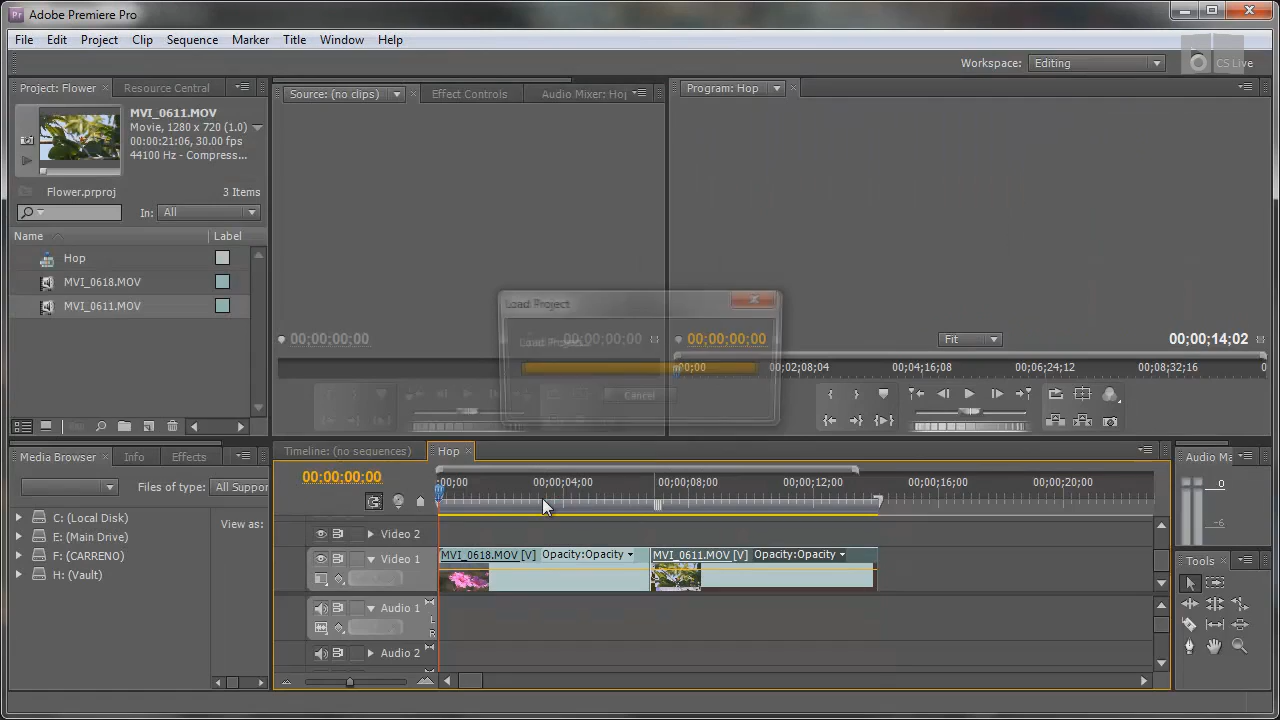 Adobe Premiere Pro
File Edit Project Clip Sequence Marker Title Window Help
Workspace: Editing CS Live
Project: Flower Resource Central
MVI_0611.MOV
Movie, 1280 x 720 (1.0)
00:00:21:06, 30.00 fps
44100 Hz - Compress...
Flower.prproj 3 Items
In: All
Name Label
Hop
MVI_0618.MOV
MVI_0611.MOV
Source: (no clips) Effect Controls Audio Mixer: Hop
00;00;00;00 00;00;00;00
Program: Hop
Load Project
Load Project...
Cancel
00;00;00;00 Fit 00;00;14;02
00;00 00;02;08;04 00;04;16;08 00;06;24;12 00;08;32;16 0
Media Browser Info Effects
Files of type: All Suppor
View as:
C: (Local Disk)
E: (Main Drive)
F: (CARRENO)
H: (Vault)
Timeline: (no sequences) Hop
00;00;00;00
;00;00 00;00;04;00 00;00;08;00 00;00;12;00 00;00;16;00 00;00;20;00
Video 2
Video 1
MVI_0618.MOV [V] Opacity:Opacity MVI_0611.MOV [V] Opacity:Opacity
Audio 1
L
R
Audio 2
Audio Ma
0
-6
Tools